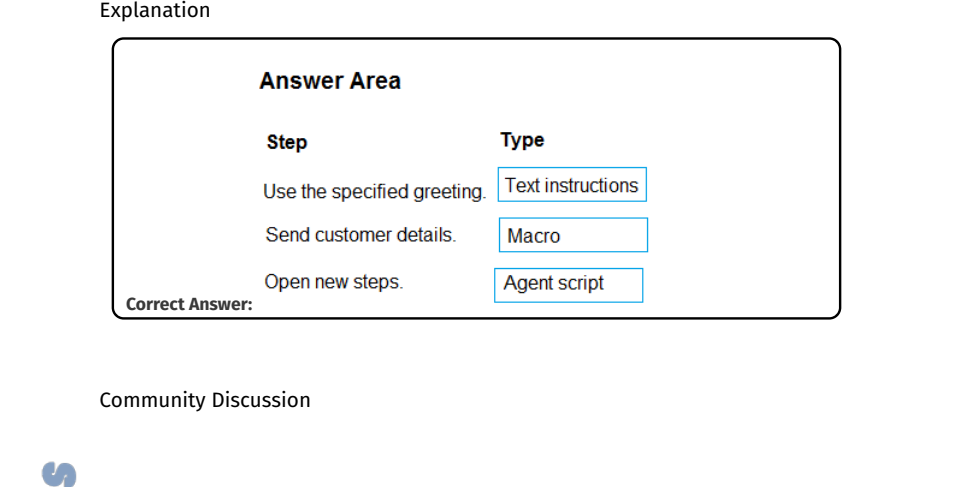 Explanation
Answer Area
Step Type
Use the specified greeting. Text instructions
Send customer details. Macro
Open new steps. Agent script
Correct Answer:
Community Discussion